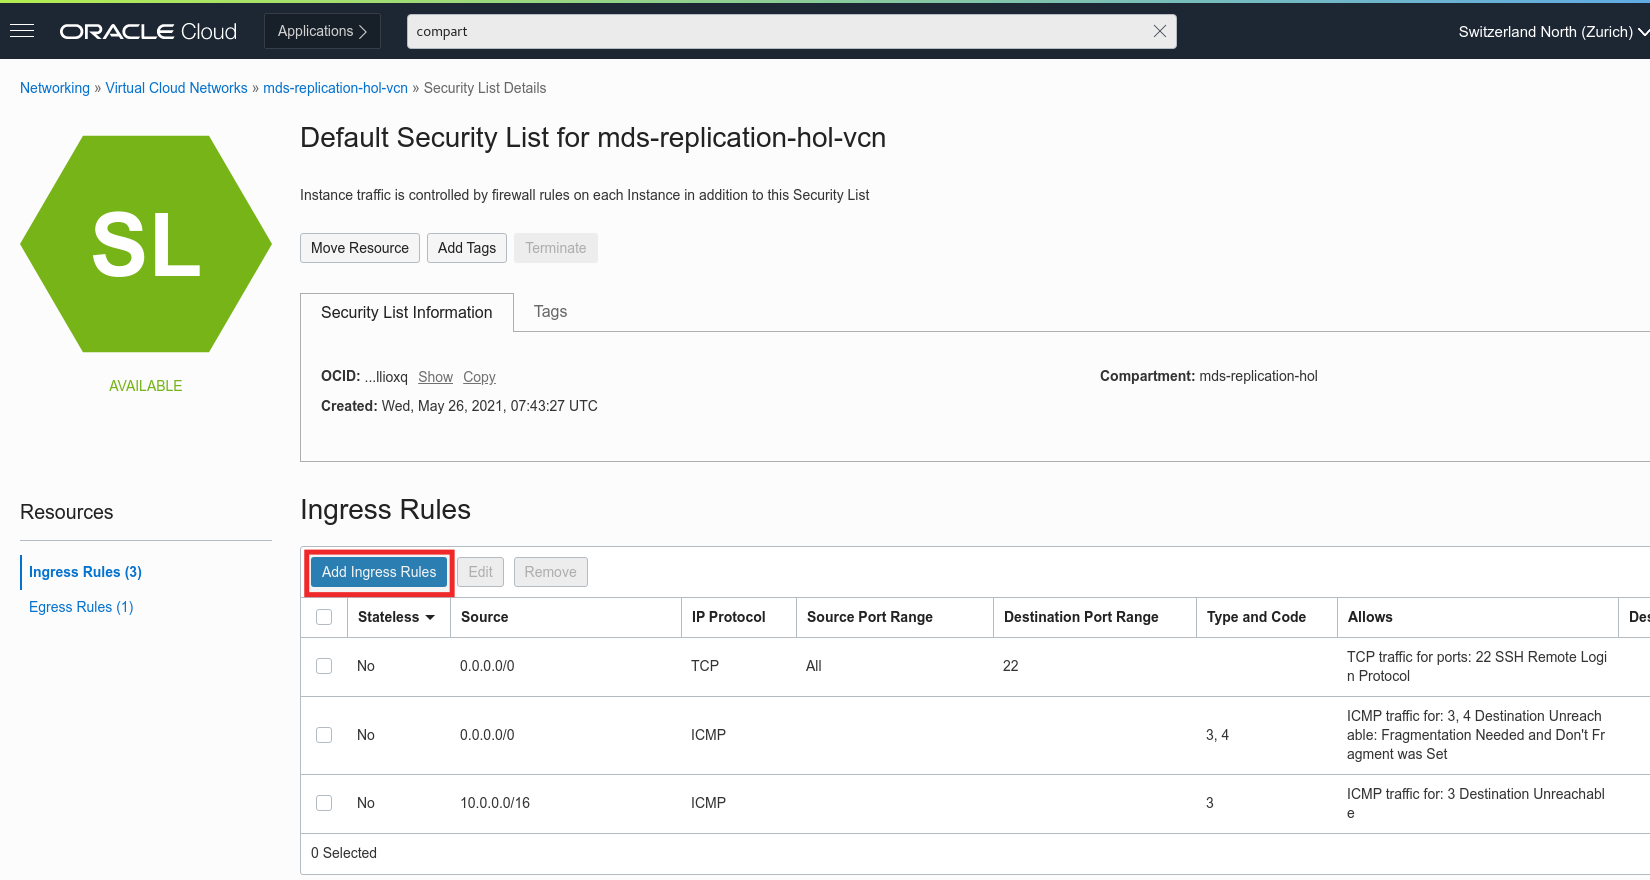 ORACLE Cloud
Applications
compart
Switzerland North (Zurich)
Networking » Virtual Cloud Networks » mds-replication-hol-vcn » Security List Details
SL
AVAILABLE
Default Security List for mds-replication-hol-vcn
Instance traffic is controlled by firewall rules on each Instance in addition to this Security List
Move Resource Add Tags Terminate
Security List Information Tags
OCID: ...llioxq Show Copy
Compartment: mds-replication-hol
Created: Wed, May 26, 2021, 07:43:27 UTC
Resources
Ingress Rules (3)
Egress Rules (1)
Ingress Rules
Add Ingress Rules Edit Remove
Stateless Source IP Protocol Source Port Range Destination Port Range Type and Code Allows Des
No 0.0.0.0/0 TCP All 22 TCP traffic for ports: 22 SSH Remote Logi
n Protocol
No 0.0.0.0/0 ICMP 3, 4 ICMP traffic for: 3, 4 Destination Unreach
able: Fragmentation Needed and Don't Fr
agment was Set
No 10.0.0.0/16 ICMP 3 ICMP traffic for: 3 Destination Unreachabl
e
0 Selected